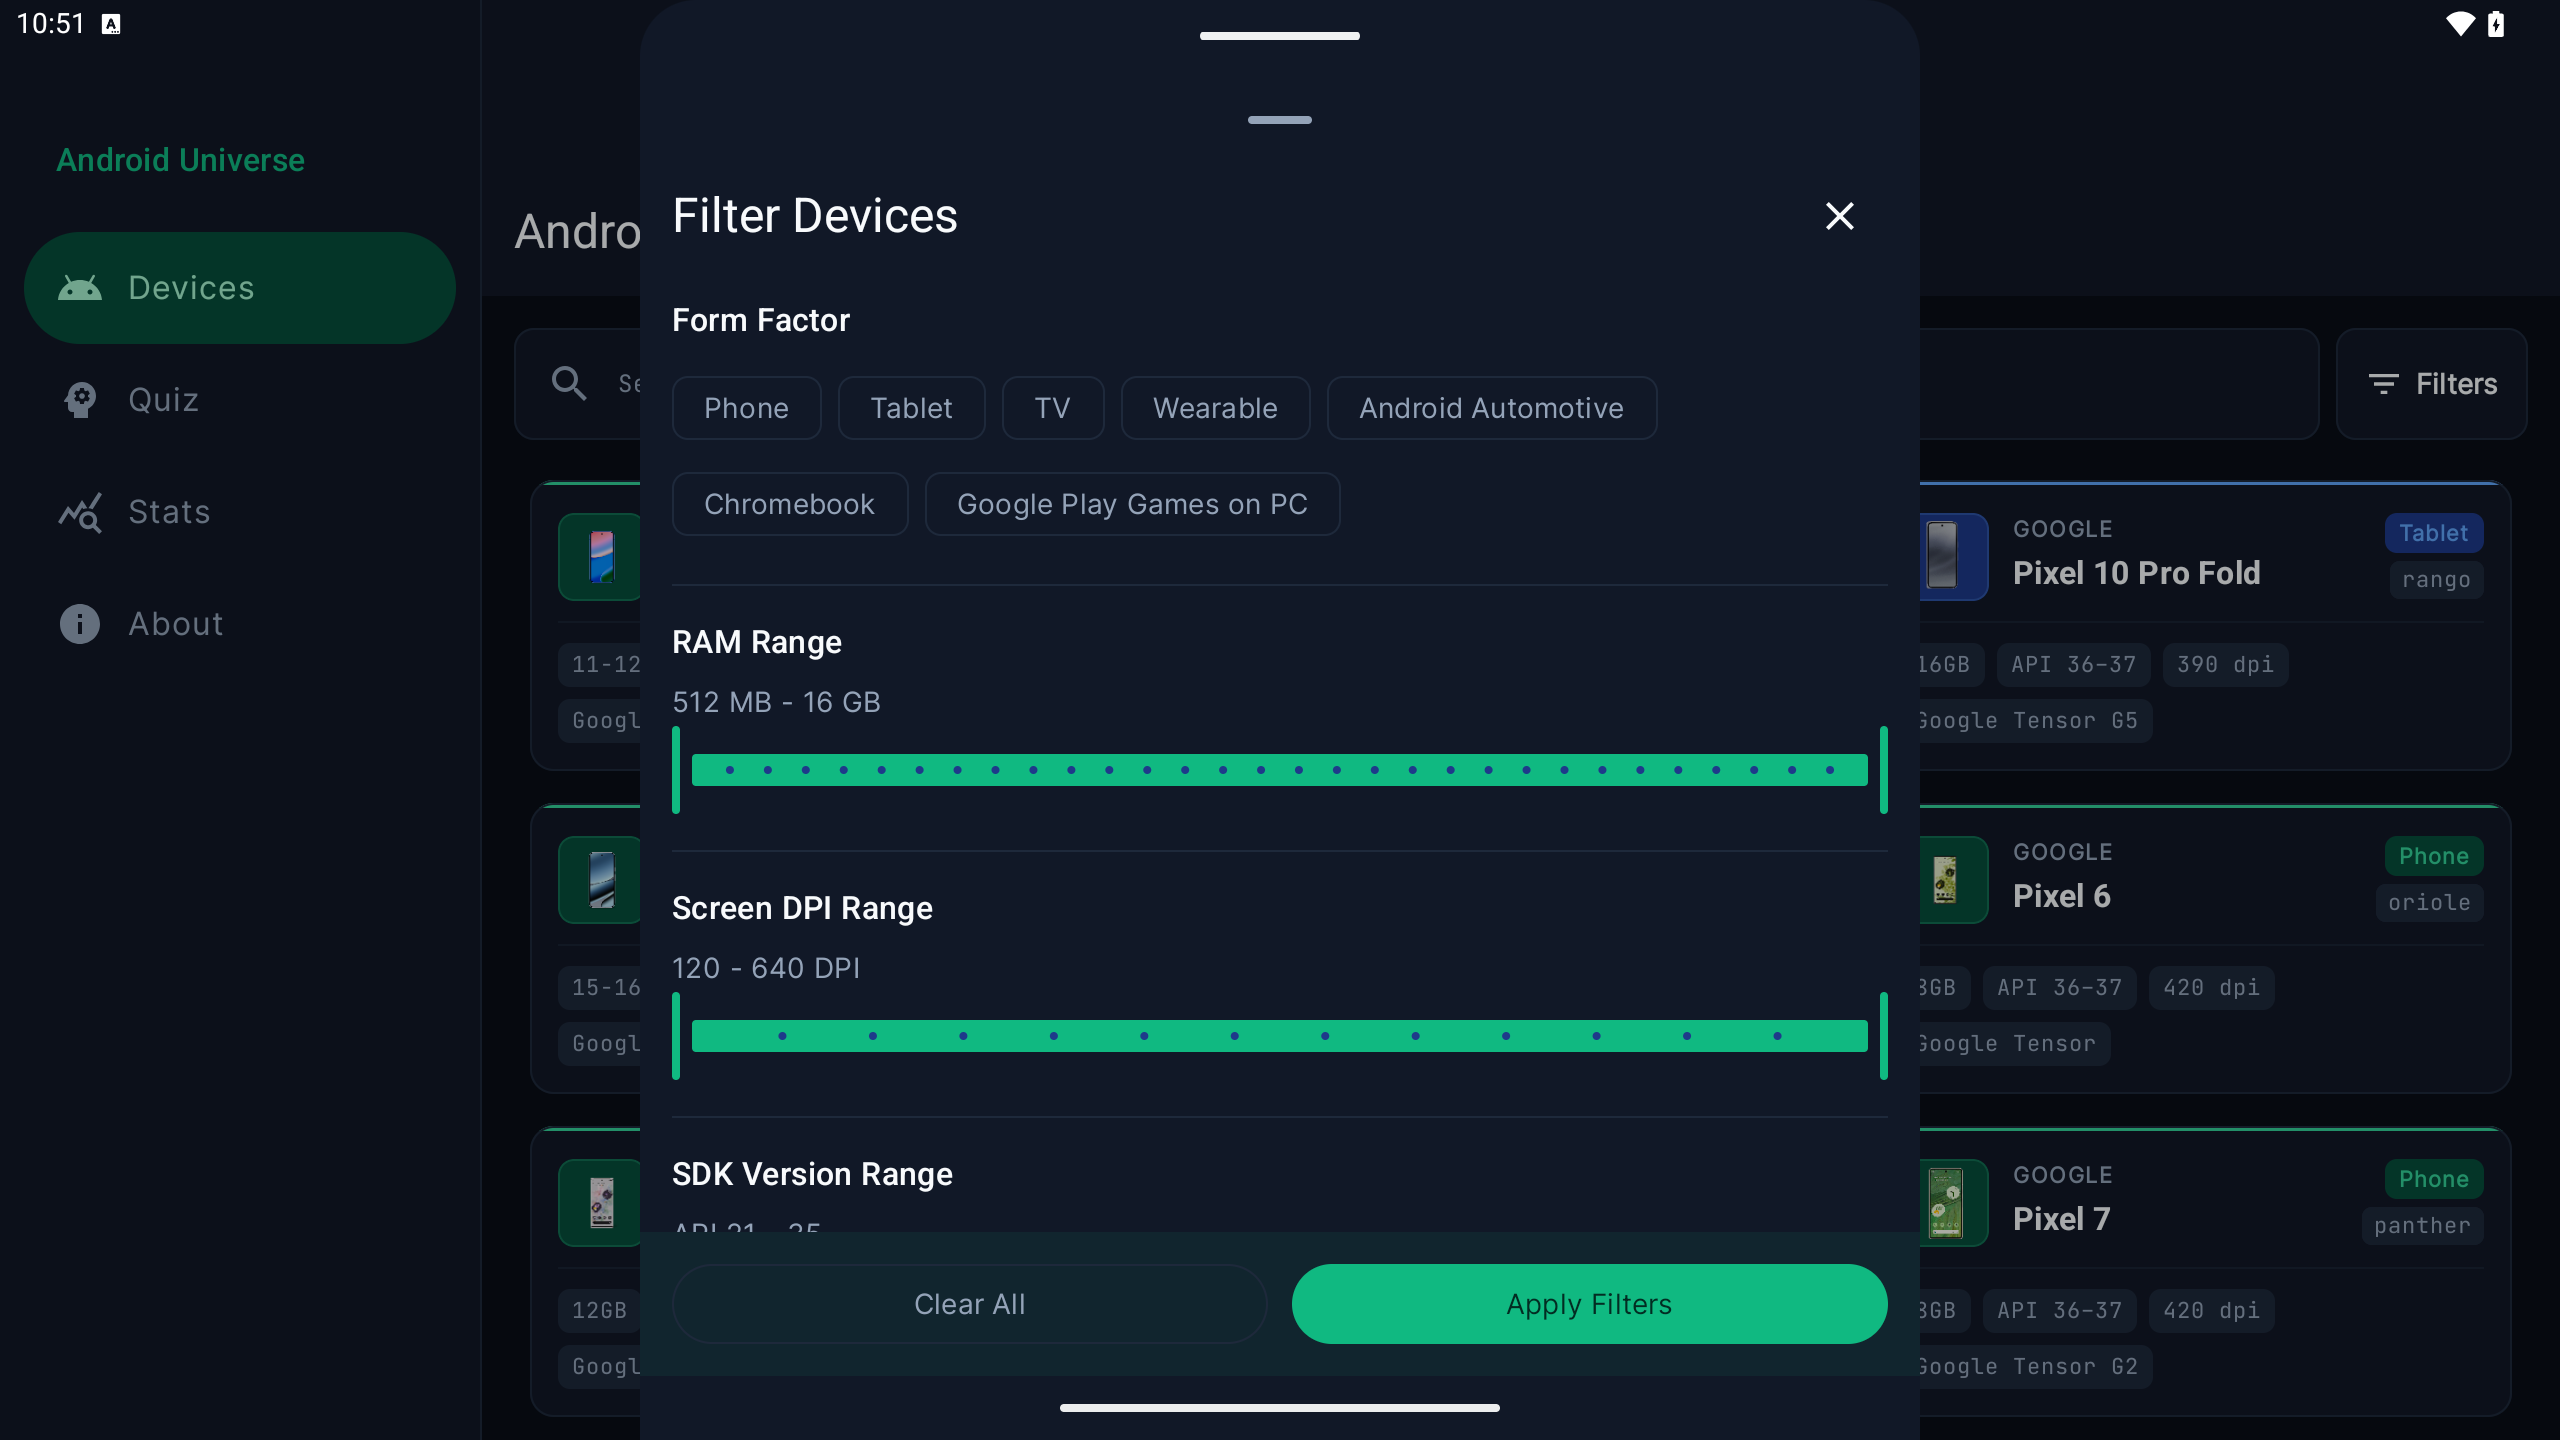 10:51
Android Universe
Devices
Quiz
Stats
About
Andro
Filters
11-12
Googl
15-16
Googl
12GB
Googl
Filter Devices
Form Factor
Phone
Tablet
TV
Wearable
Android Automotive
Chromebook
Google Play Games on PC
RAM Range
512 MB - 16 GB
Screen DPI Range
120 - 640 DPI
SDK Version Range
API 21 - 35
Clear All
Apply Filters
GOOGLE
Pixel 10 Pro Fold
Tablet
rango
16GB
API 36-37
390 dpi
Google Tensor G5
GOOGLE
Pixel 6
Phone
oriole
8GB
API 36-37
420 dpi
Google Tensor
GOOGLE
Pixel 7
Phone
panther
8GB
API 36-37
420 dpi
Google Tensor G2